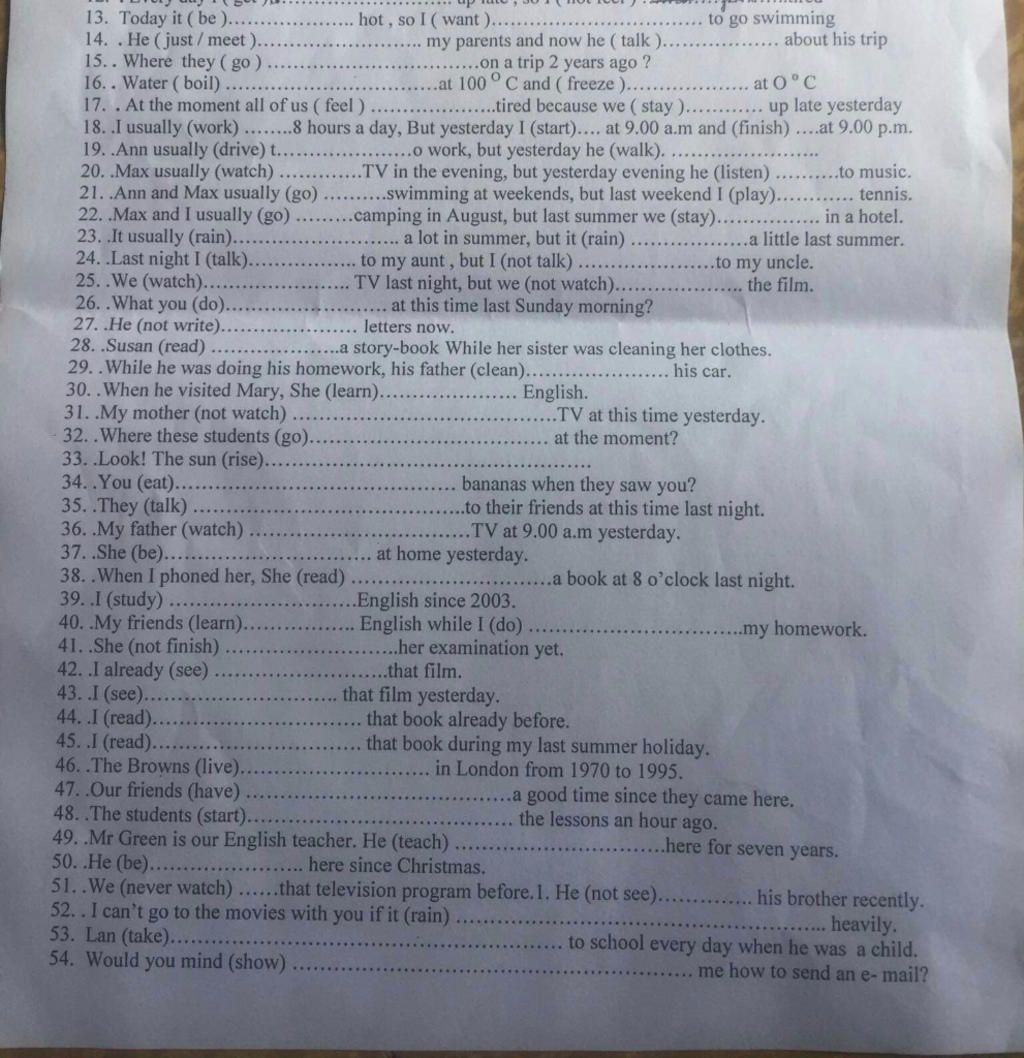 13. Today it ( be )..................... hot , so I ( want )................................... to go swimming
14. . He ( just / meet )........................... my parents and now he ( talk )................... about his trip
15. . Where they ( go ) ...................................on a trip 2 years ago ?
16. . Water ( boil) ...................................at 100 ⁰ C and ( freeze ).................... at O ⁰ C
17. . At the moment all of us ( feel ) .....................tired because we ( stay )............. up late yesterday
18. .I usually (work) ........8 hours a day, But yesterday I (start).... at 9.00 a.m and (finish) ....at 9.00 p.m.
19. .Ann usually (drive) t.......................o work, but yesterday he (walk). .........................
20. .Max usually (watch) ..............TV in the evening, but yesterday evening he (listen) ...........to music.
21. .Ann and Max usually (go) ...........swimming at weekends, but last weekend I (play)............. tennis.
22. .Max and I usually (go) ..........camping in August, but last summer we (stay)................. in a hotel.
23. .It usually (rain)............................ a lot in summer, but it (rain) ....................a little last summer.
24. .Last night I (talk).................. to my aunt , but I (not talk) .......................to my uncle.
25. .We (watch)......................... TV last night, but we (not watch)...................... the film.
26. .What you (do)........................... at this time last Sunday morning?
27. .He (not write)....................... letters now.
28. .Susan (read) ......................a story-book While her sister was cleaning her clothes.
29. .While he was doing his homework, his father (clean)........................ his car.
30. .When he visited Mary, She (learn)....................... English.
31. .My mother (not watch) .............................................TV at this time yesterday.
32. .Where these students (go)......................................... at the moment?
33. .Look! The sun (rise).......................................................
34. .You (eat)................................................ bananas when they saw you?
35. .They (talk) ..............................................to their friends at this time last night.
36. .My father (watch) ......................................TV at 9.00 a.m yesterday.
37. .She (be)................................... at home yesterday.
38. .When I phoned her, She (read) ..................................a book at 8 o’clock last night.
39. .I (study) ................................English since 2003.
40. .My friends (learn)................... English while I (do) ....................................my homework.
41. .She (not finish) .............................her examination yet.
42. .I already (see) .............................that film.
43. .I (see)................................. that film yesterday.
44. .I (read)................................... that book already before.
45. .I (read)................................... that book during my last summer holiday.
46. .The Browns (live)................................ in London from 1970 to 1995.
47. .Our friends (have) .............................................a good time since they came here.
48. .The students (start)............................................. the lessons an hour ago.
49. .Mr Green is our English teacher. He (teach) ...................................here for seven years.
50. .He (be).......................... here since Christmas.
51. .We (never watch) ......that television program before.1. He (not see)................ his brother recently.
52. . I can’t go to the movies with you if it (rain) .............................................................. heavily.
53. Lan (take)................................................................. to school every day when he was a child.
54. Would you mind (show) .................................................................... me how to send an e- mail?